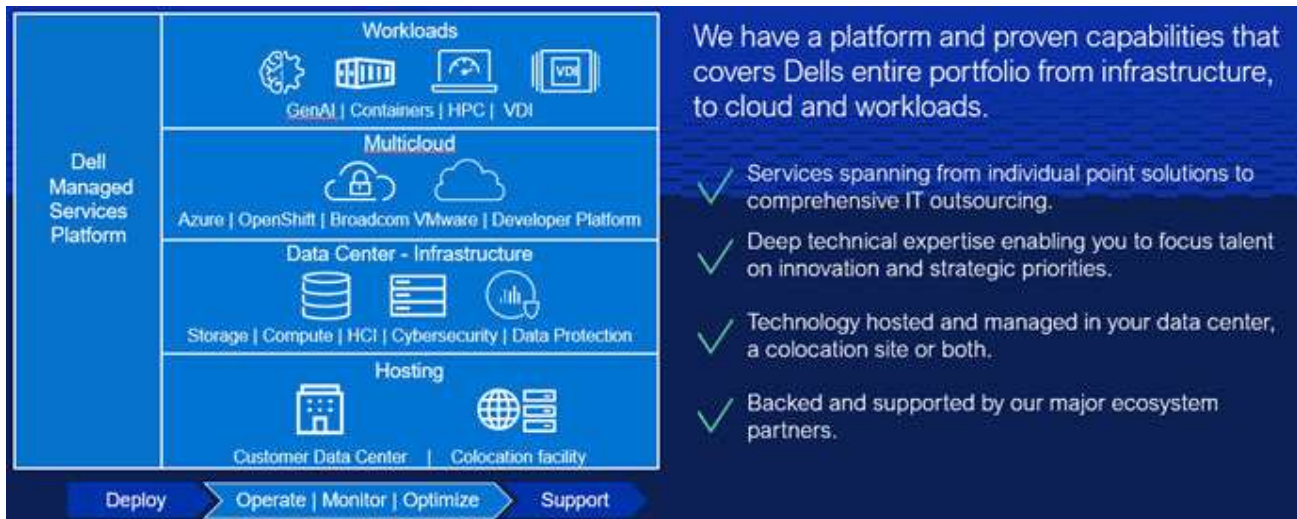 Dell
Managed
Services
Platform
Workloads
VDI
GenAI | Containers | HPC | VDI
Multicloud
Azure | OpenShift | Broadcom VMware | Developer Platform
Data Center - Infrastructure
Storage | Compute | HCI | Cybersecurity | Data Protection
Hosting
Customer Data Center | Colocation facility
Deploy
Operate | Monitor | Optimize
Support
We have a platform and proven capabilities that
covers Dells entire portfolio from infrastructure,
to cloud and workloads.
Services spanning from individual point solutions to
comprehensive IT outsourcing.
Deep technical expertise enabling you to focus talent
on innovation and strategic priorities.
Technology hosted and managed in your data center,
a colocation site or both.
Backed and supported by our major ecosystem
partners.